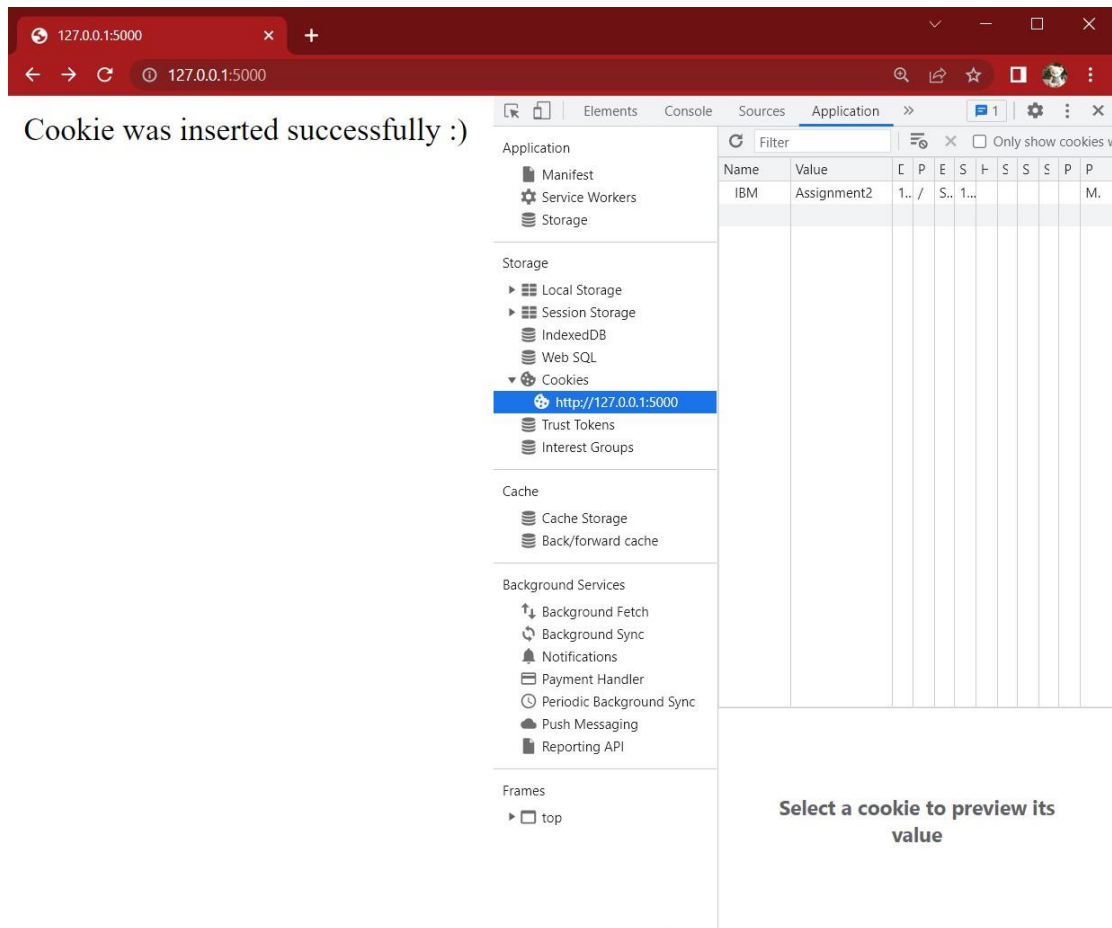 127.0.0.1:5000
127.0.0.1:5000
Cookie was inserted successfully :)
Elements Console Sources Application » 1
Application
Manifest
Service Workers
Storage
Storage
Local Storage
Session Storage
IndexedDB
Web SQL
Cookies
http://127.0.0.1:5000
Trust Tokens
Interest Groups
Cache
Cache Storage
Back/forward cache
Background Services
Background Fetch
Background Sync
Notifications
Payment Handler
Periodic Background Sync
Push Messaging
Reporting API
Frames
top
Filter Only show cookies
Name Value P E S S S S P P
IBM Assignment2 1.. / S.. 1... M.
Select a cookie to preview its
value